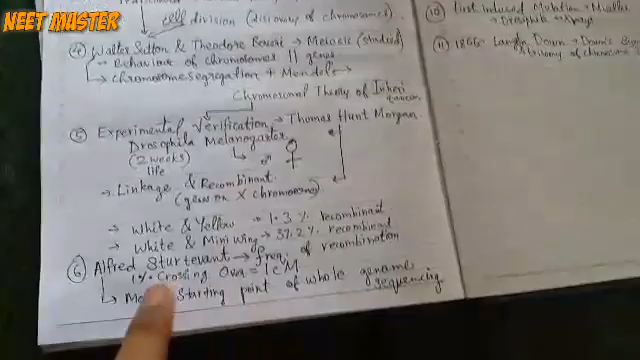 NEET MASTER
cell division (discovery of chromosomes).
④ Walter Sutton & Theodore Boveri → Meiosis (studied)
Behaviour of chromosomes || genes
→ Chromosome segregation + Mendel's →
Chromosomal Theory of Inheritance
⑤ Experimental Verification → Thomas Hunt Morgan.
Drosophila Melanogaster
(2 weeks) ♂ ♀
life
→ Linkage & Recombinant
(genes on X chromosome)
→ White & Yellow → 1.3% recombinant
→ White & Mini wing → 37.2% recombined
⑥ Alfred Sturtevant → freq. of recombination
1% Crossing Ova = 1cM
Starting point of whole genome
sequencing
⑩ first induced Mutation → Muller
→ Drosophila → X-rays
⑪ 1866 Langdon Down → Down's